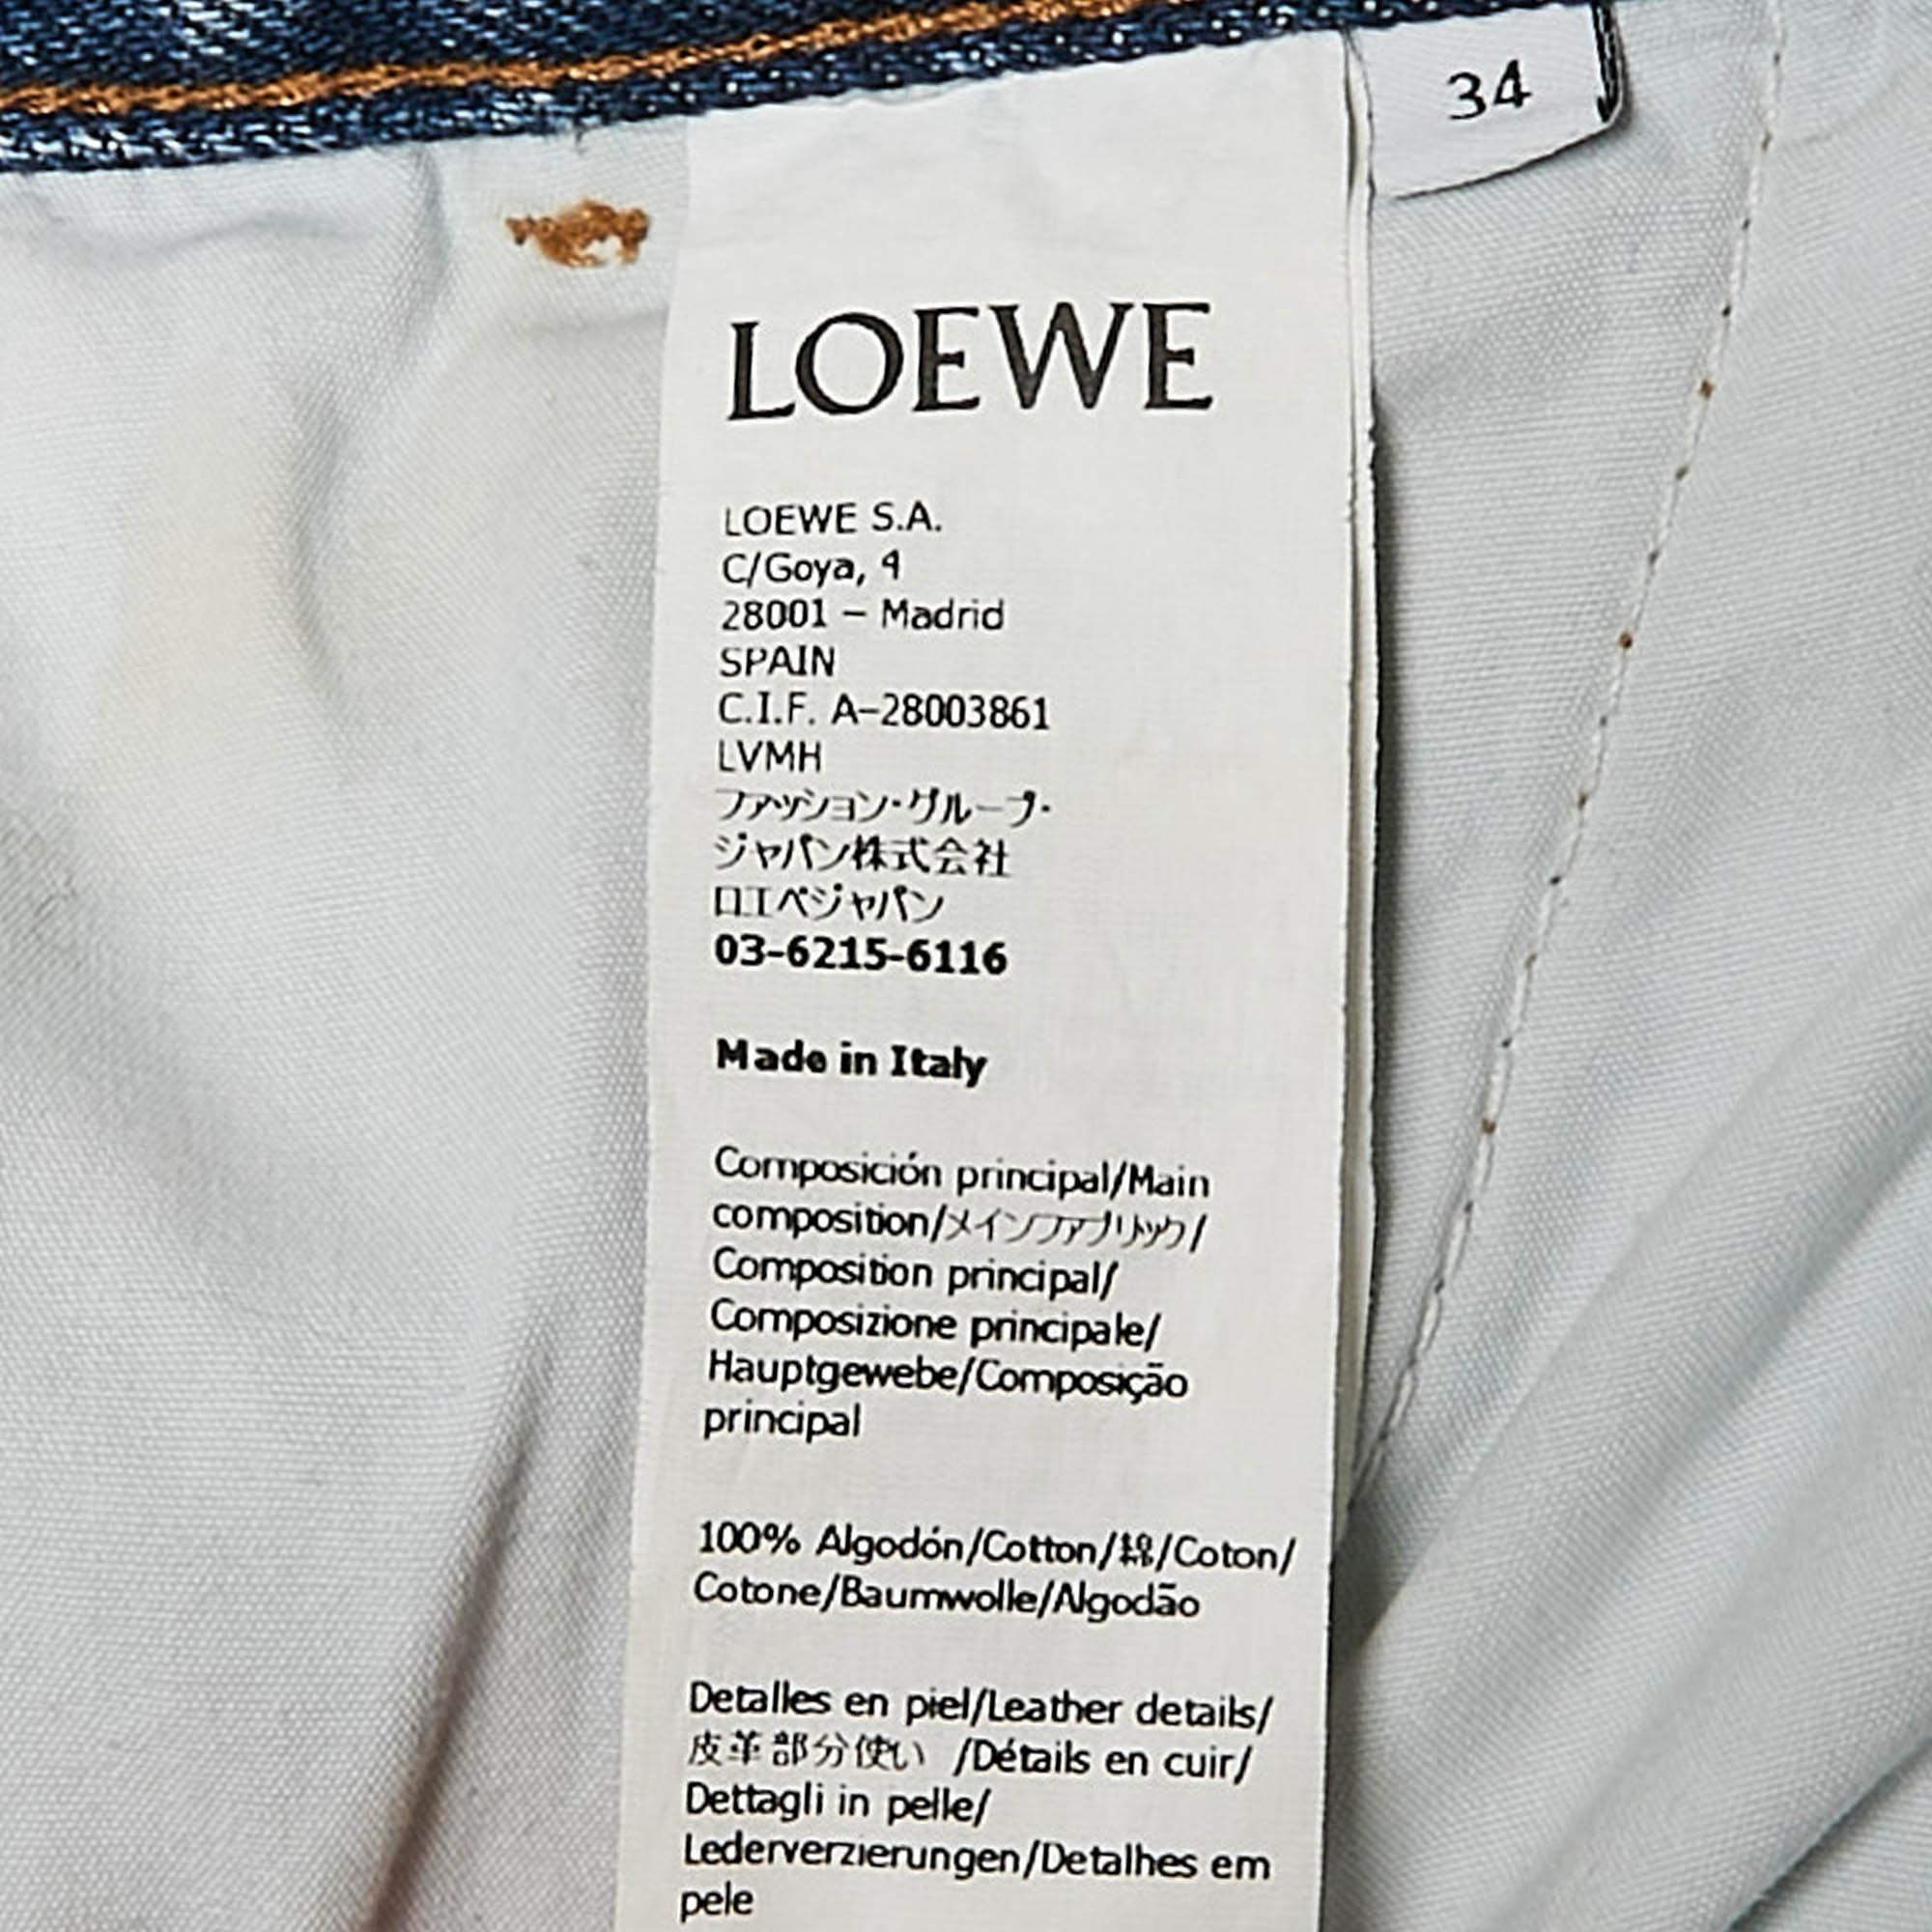 34
LOEWE
LOEWE S.A.
C/Goya, 4
28001 – Madrid
SPAIN
C.I.F. A–28003861
LVMH
ファッション・グループ・
ジャパン株式会社
ロエベジャパン
03-6215-6116
Made in Italy
Composición principal/Main
composition/メインファブリック/
Composition principal/
Composizione principale/
Hauptgewebe/Composição
principal
100% Algodón/Cotton/綿/Coton/
Cotone/Baumwolle/Algodão
Detalles en piel/Leather details/
皮革部分使い /Détails en cuir/
Dettagli in pelle/
Lederverzierungen/Detalhes em
pele